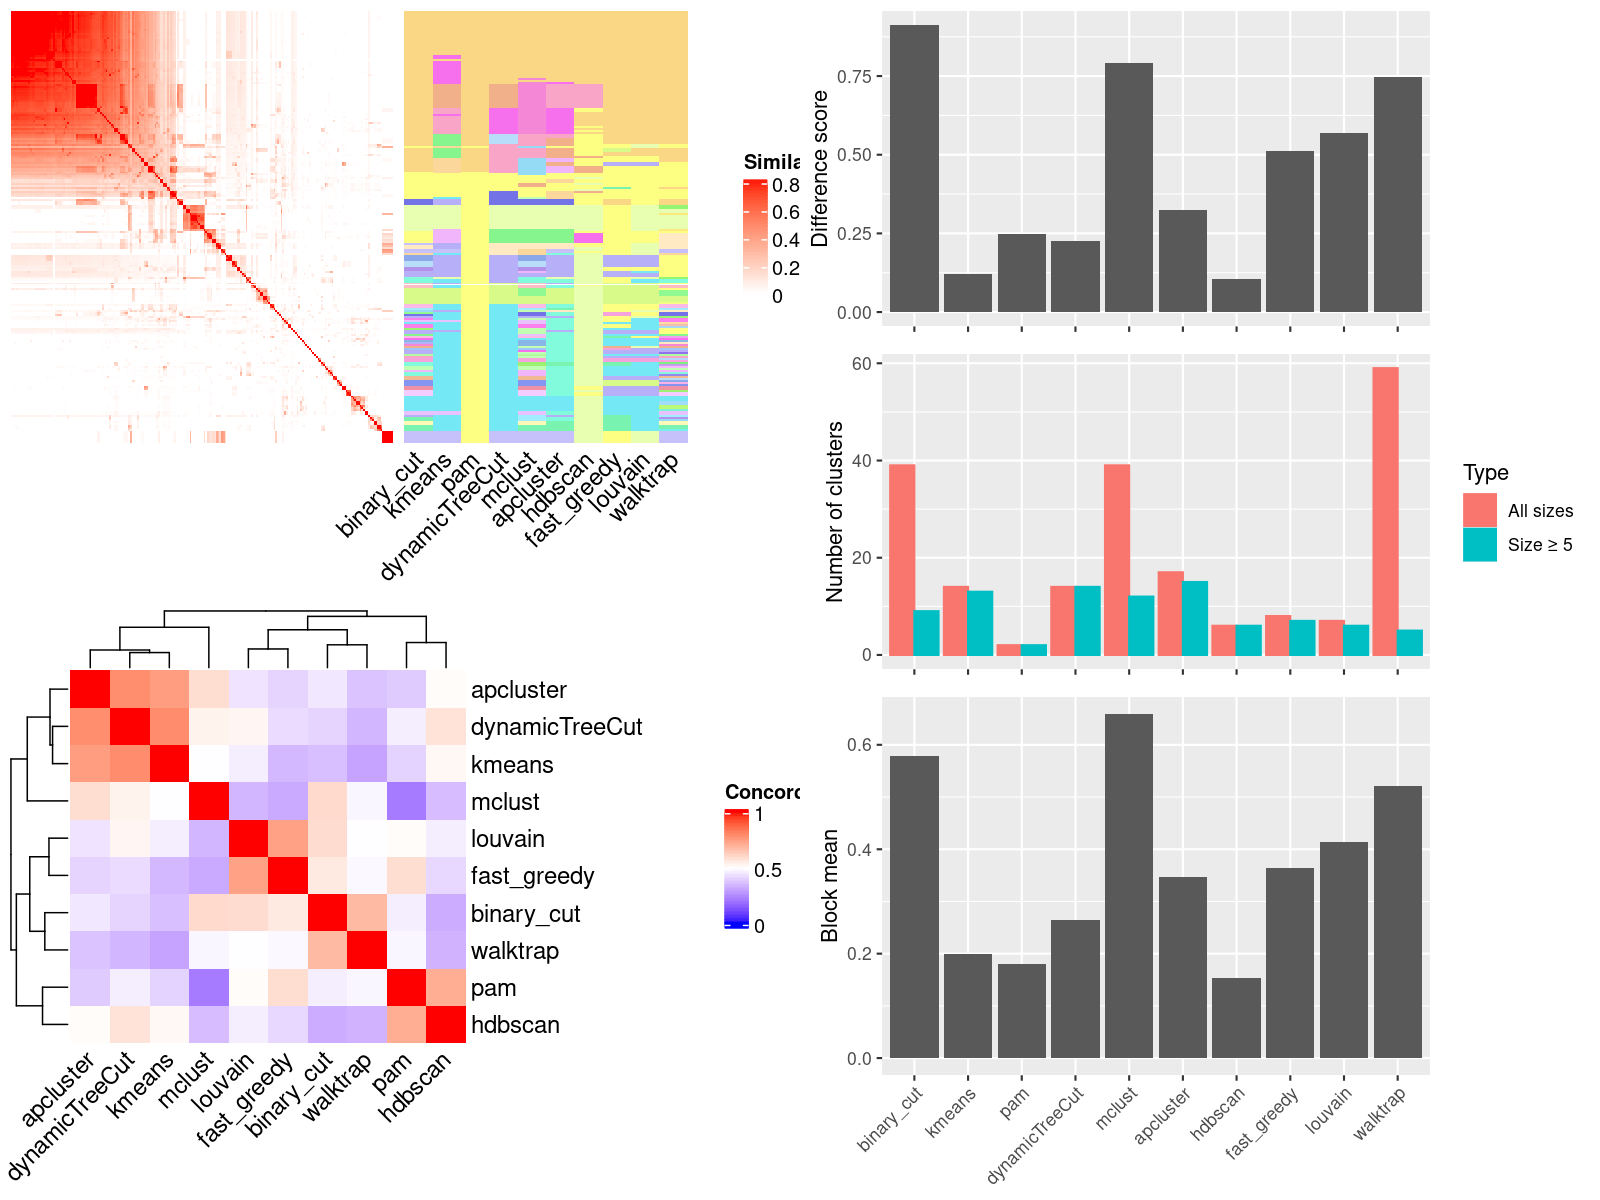 Simila
0.8
0.6
0.4
0.2
0
binary_cut
kmeans
pam
dynamicTreeCut
mclust
apcluster
hdbscan
fast_greedy
louvain
walktrap
Difference score
0.75
0.50
0.25
0.00
Number of clusters
60
40
20
0
Type
All sizes
Size ≥ 5
Block mean
0.6
0.4
0.2
0.0
binary_cut
kmeans
pam
dynamicTreeCut
mclust
apcluster
hdbscan
fast_greedy
louvain
walktrap
apcluster
dynamicTreeCut
kmeans
mclust
louvain
fast_greedy
binary_cut
walktrap
pam
hdbscan
apcluster
dynamicTreeCut
kmeans
mclust
louvain
fast_greedy
binary_cut
walktrap
pam
hdbscan
Concorc
1
0.5
0